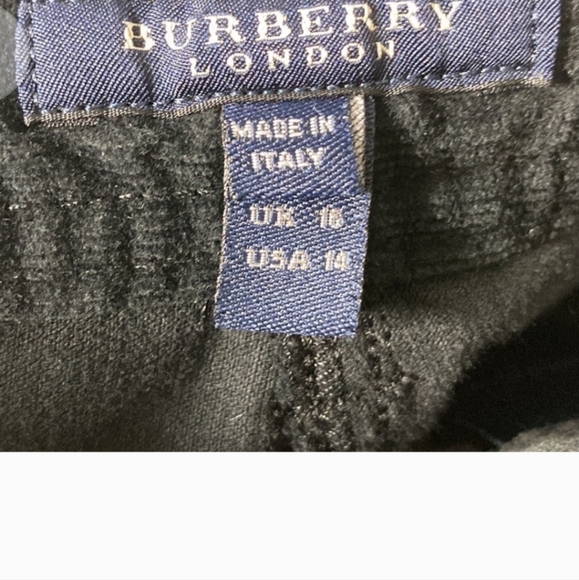 BURBERRY
LONDON
MADE IN
ITALY
UK 16
USA 14